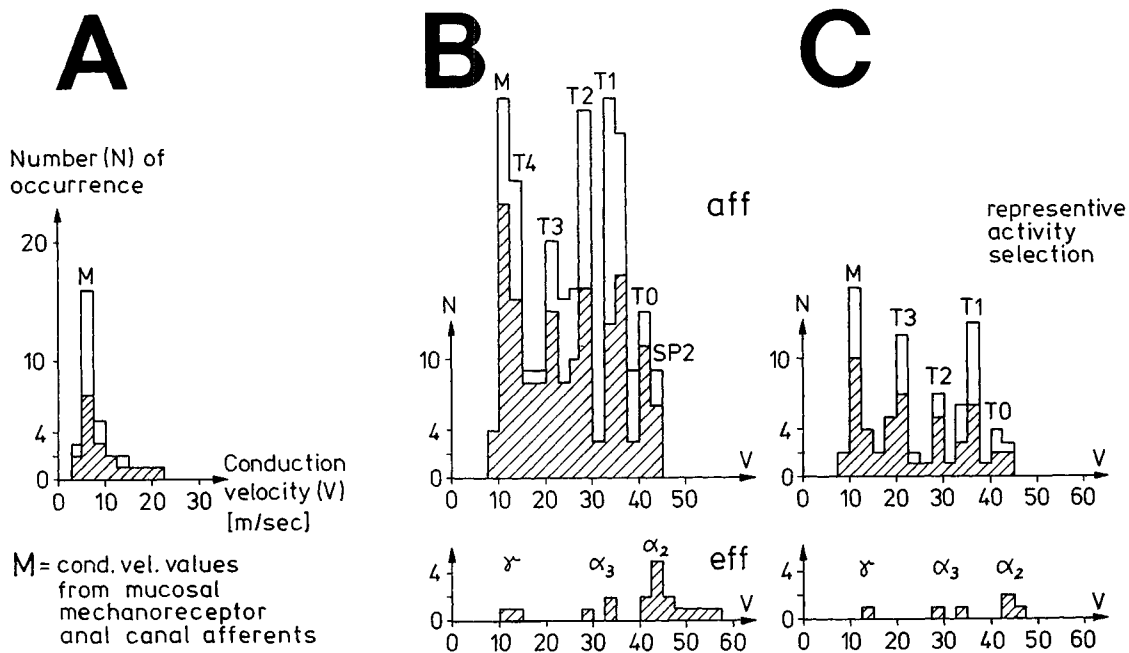 A
Number (N) of
occurrence
20
10
4
0
M
0 10 20 30
Conduction
velocity (V)
[m/sec]
M = cond. vel. values
from mucosal
mechanoreceptor
anal canal afferents
B
M
T4
T3
T2
T1
T0
SP2
aff
N
10
4
0
V
0 10 20 30 40 50
γ
α3
α2
eff
4
0
V
0 10 20 30 40 50 60
C
representive
activity
selection
M
T3
T2
T1
T0
N
10
4
0
V
0 10 20 30 40 50 60
γ
α3
α2
4
0
V
0 10 20 30 40 50 60